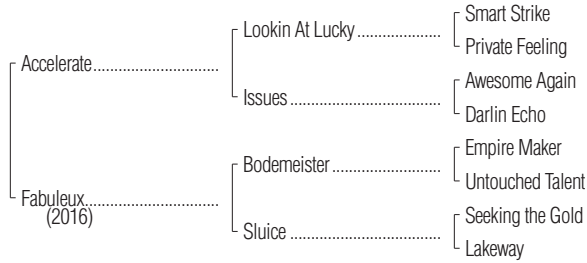 Smart Strike
Lookin At Lucky
Private Feeling
Accelerate
Awesome Again
Issues
Darlin Echo
Empire Maker
Bodemeister
Untouched Talent
Fabuleux
(2016)
Seeking the Gold
Sluice
Lakeway